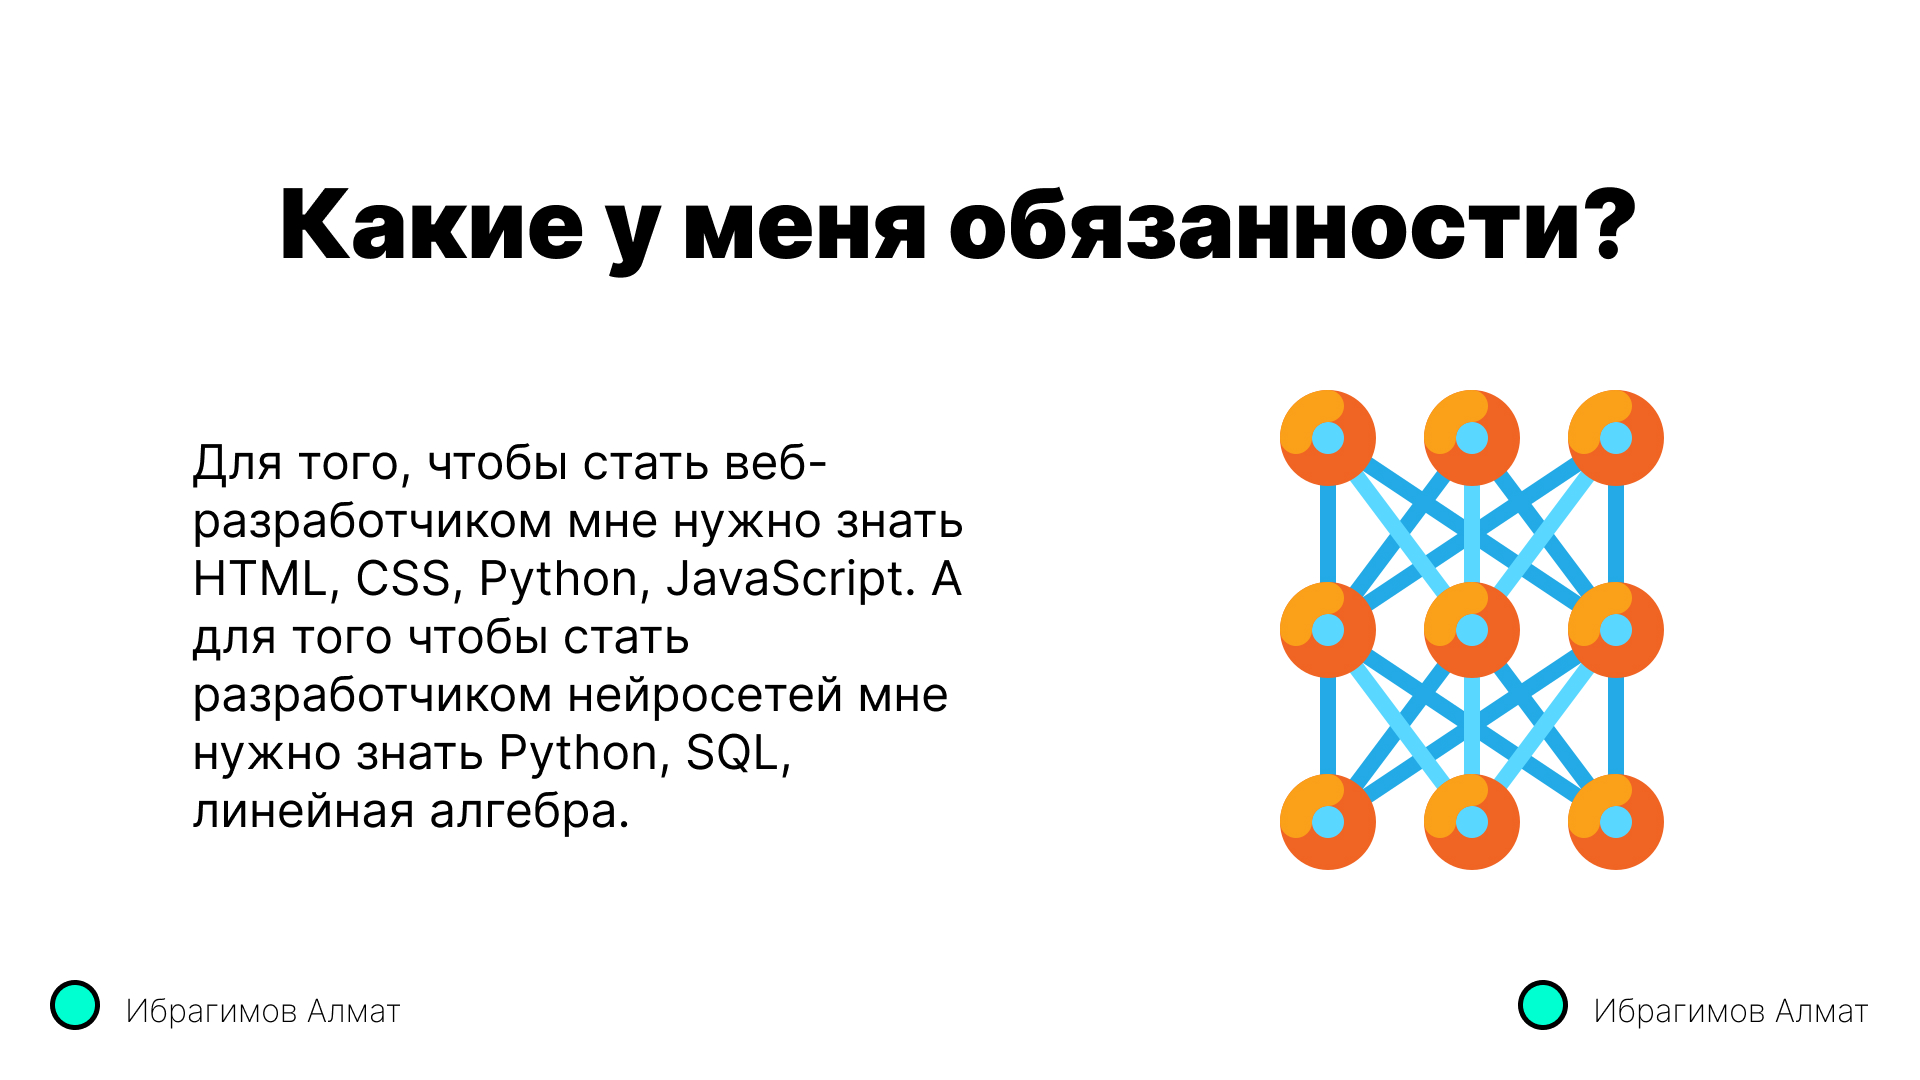 Какие у меня обязанности?
Для того, чтобы стать веб-
разработчиком мне нужно знать
HTML, CSS, Python, JavaScript. А
для того чтобы стать
разработчиком нейросетей мне
нужно знать Python, SQL,
линейная алгебра.
Ибрагимов Алмат
Ибрагимов Алмат